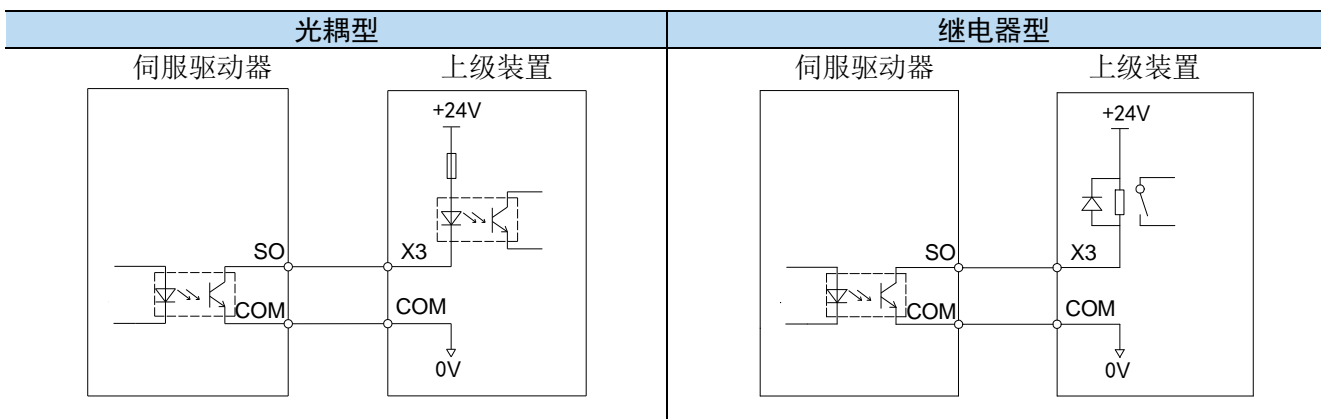 光耦型
继电器型
伺服驱动器
上级装置
+24V
SO
X3
COM
COM
0V
伺服驱动器
上级装置
+24V
SO
X3
COM
COM
0V